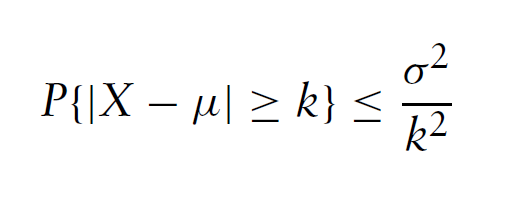 P{|X − μ| ≥ k} ≤ σ²/k²